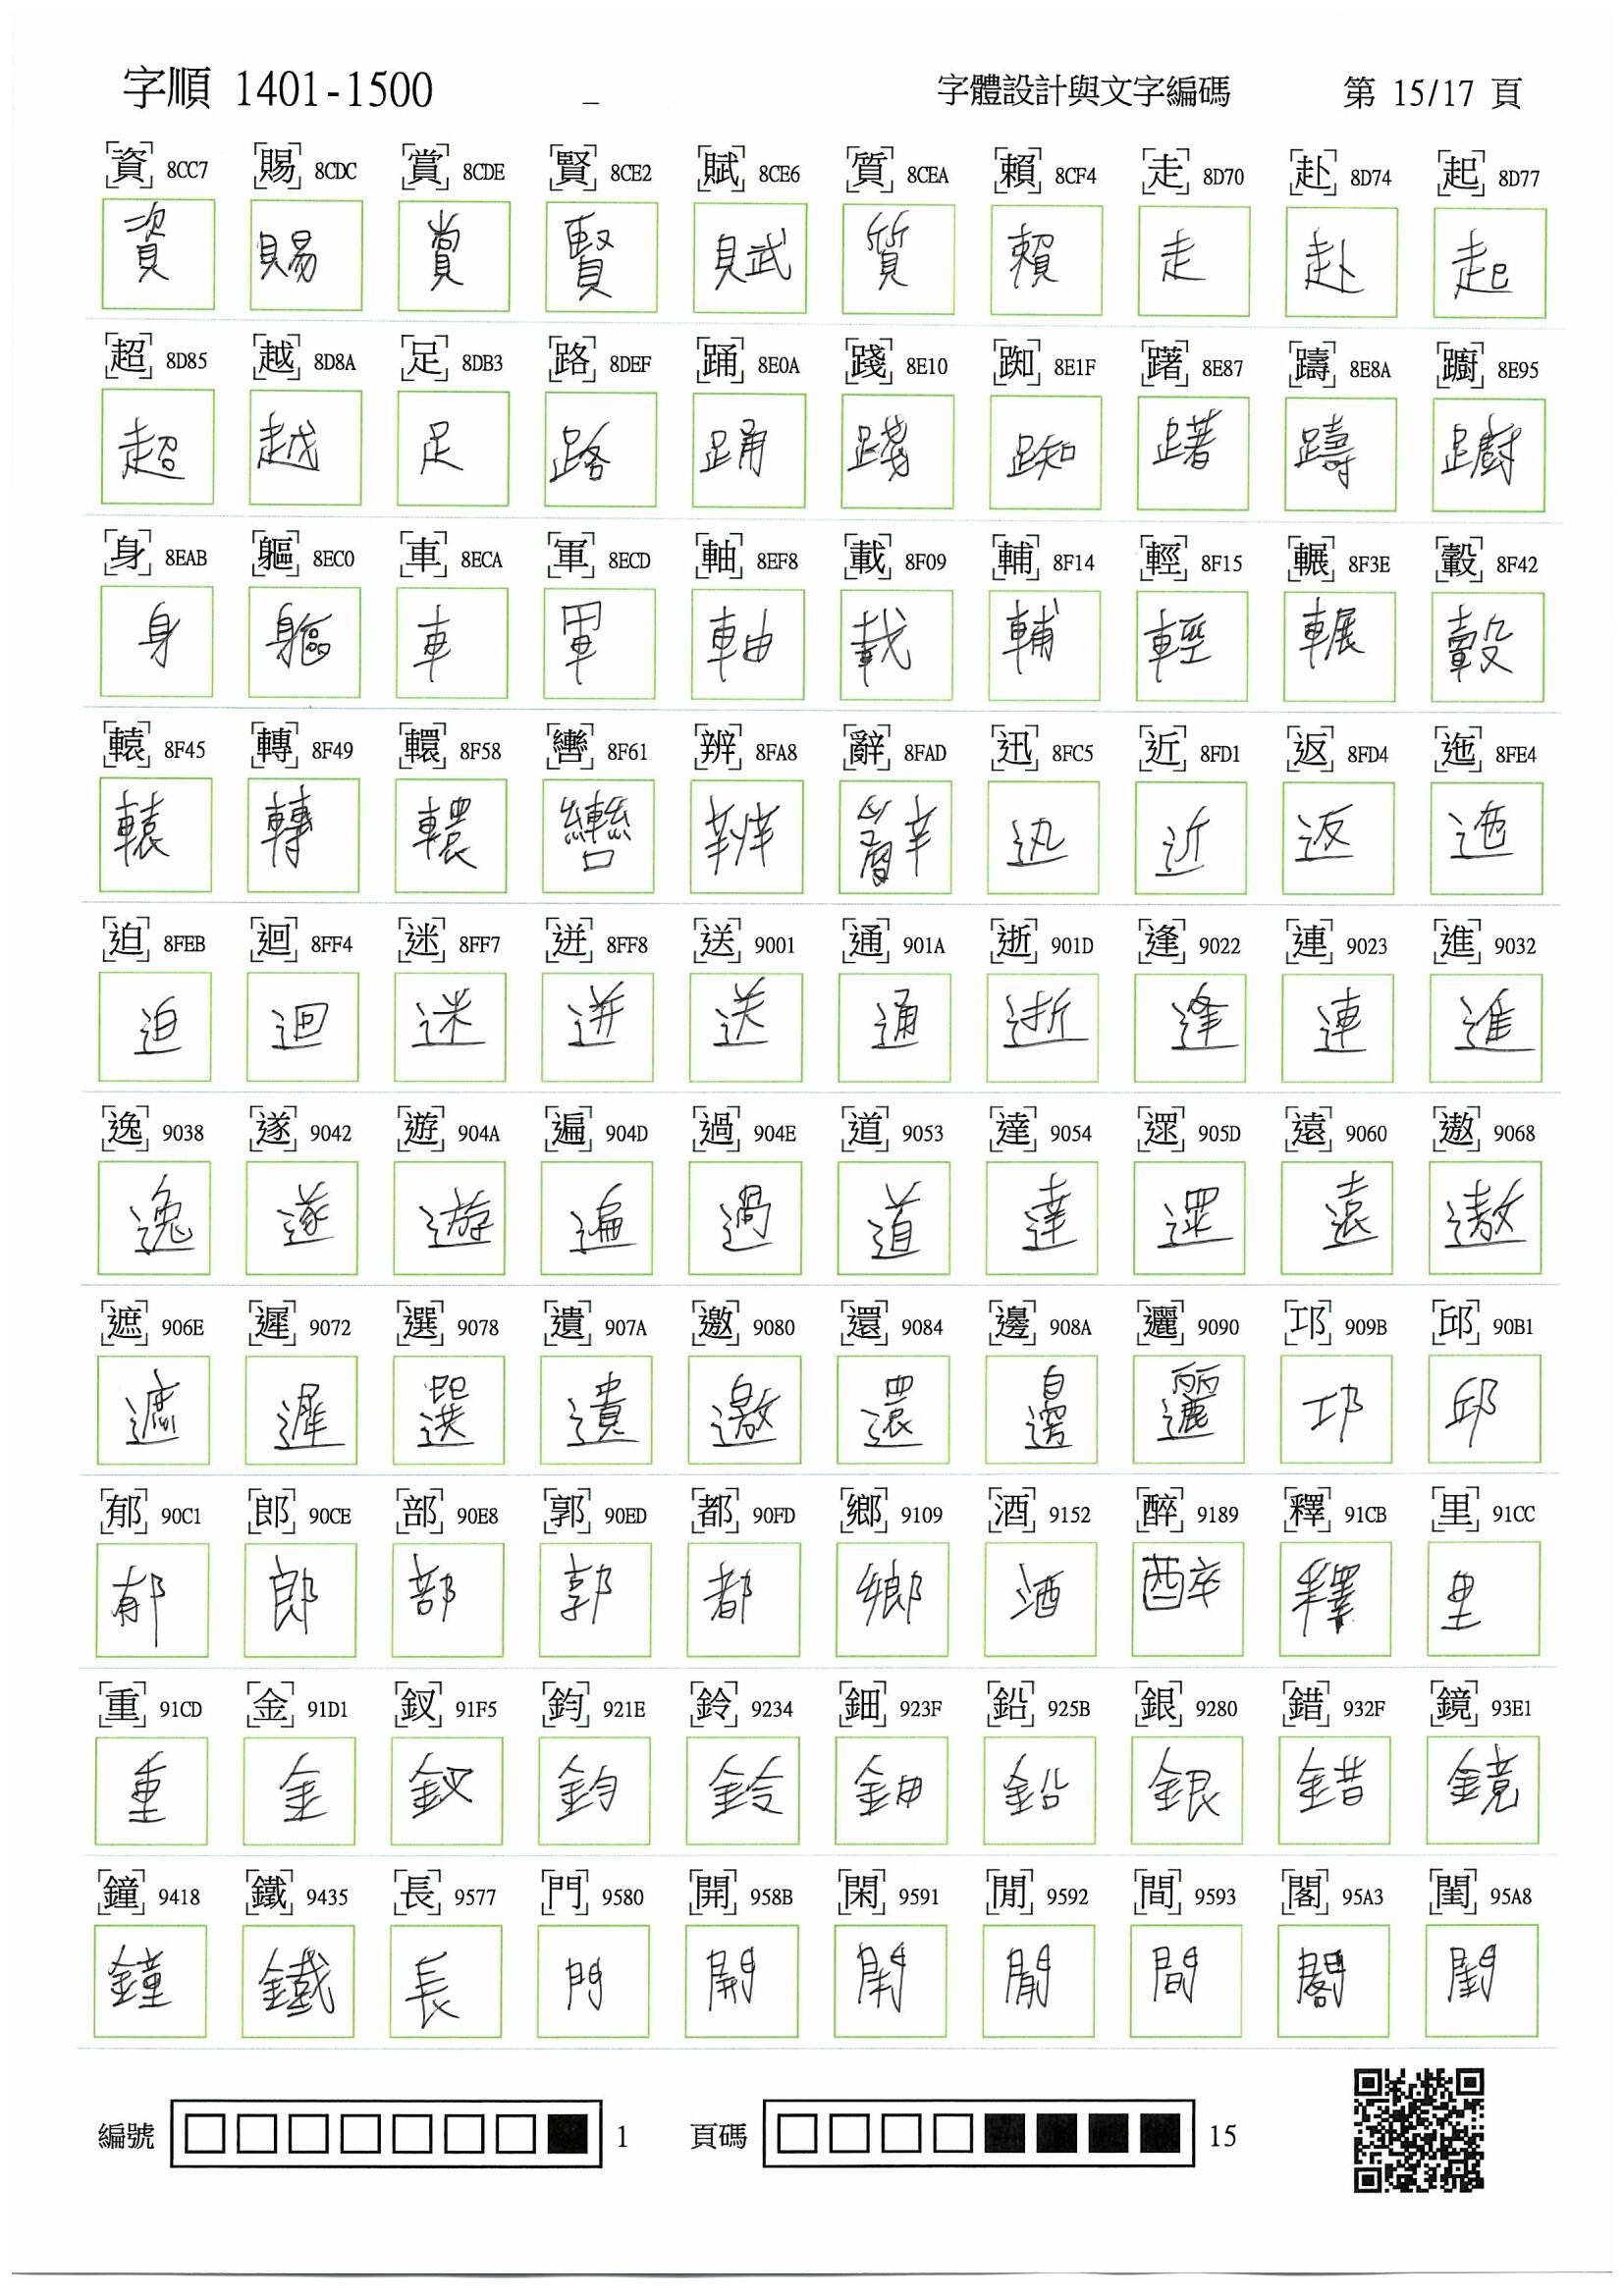 字順 1401-1500 _ 字體設計與文字編碼 第 15/17 頁
資 8CC7 賜 8CDC 賞 8CDE 賢 8CE2 賦 8CE6 質 8CEA 賴 8CF4 走 8D70 赴 8D74 起 8D77
資 賜 賞 賢 賦 質 賴 走 赴 起
超 8D85 越 8D8A 足 8DB3 路 8DEF 踊 8E0A 踐 8E10 踟 8E1F 躇 8E87 躊 8E8A 躕 8E95
超 越 足 路 踊 踐 踟 躇 躊 躕
身 8EAB 軀 8EC0 車 8ECA 軍 8ECD 軸 8EF8 載 8F09 輔 8F14 輕 8F15 輾 8F3E 轂 8F42
身 軀 車 軍 軸 載 輔 輕 輾 轂
轅 8F45 轉 8F49 轘 8F58 轡 8F61 辨 8FA8 辭 8FAD 迅 8FC5 近 8FD1 返 8FD4 迤 8FE4
轅 轉 轘 轡 辨 辭 迅 近 返 迤
迫 8FEB 迴 8FF4 迷 8FF7 迸 8FF8 送 9001 通 901A 逝 901D 逢 9022 連 9023 進 9032
迫 迴 迷 迸 送 通 逝 逢 連 進
逸 9038 遂 9042 遊 904A 遍 904D 過 904E 道 9053 達 9054 遝 905D 遠 9060 遨 9068
逸 遂 遊 遍 過 道 達 遝 遠 遨
遮 906E 遲 9072 選 9078 遺 907A 邀 9080 還 9084 邊 908A 邐 9090 邛 909B 邱 90B1
遮 遲 選 遺 邀 還 邊 邐 邛 邱
郁 90C1 郎 90CE 部 90E8 郭 90ED 都 90FD 鄉 9109 酒 9152 醉 9189 釋 91CB 里 91CC
郁 郎 部 郭 都 鄉 酒 醉 釋 里
重 91CD 金 91D1 釵 91F5 鈞 921E 鈴 9234 鈿 923F 鉛 925B 銀 9280 錯 932F 鏡 93E1
重 金 釵 鈞 鈴 鈿 鉛 銀 錯 鏡
鐘 9418 鐵 9435 長 9577 門 9580 開 958B 閑 9591 閒 9592 間 9593 閣 95A3 閨 95A8
鐘 鐵 長 門 開 閑 閒 間 閣 閨
編號 1 頁碼 15